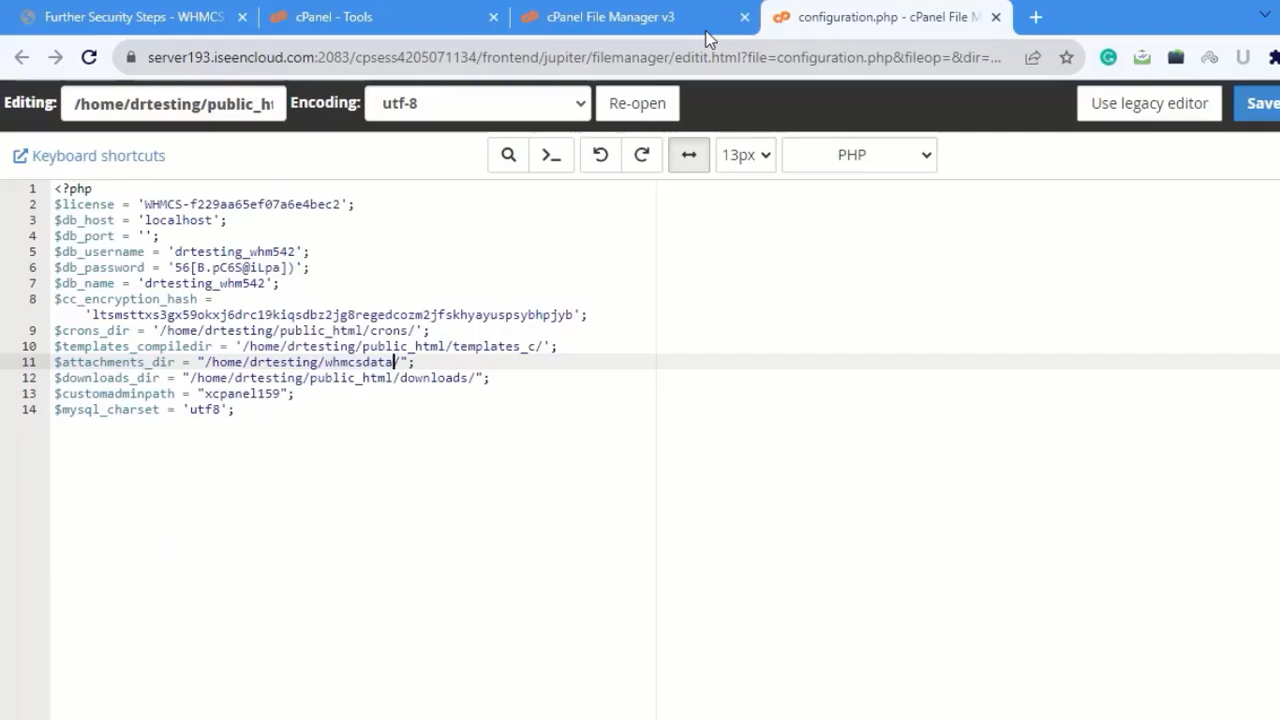 Further Security Steps - WHMCS
cPanel - Tools
cPanel File Manager v3
configuration.php - cPanel File M
server193.iseencloud.com:2083/cpsess4205071134/frontend/jupiter/filemanager/editit.html?file=configuration.php&fileop=&dir=...
Editing: /home/drtesting/public_ht Encoding: utf-8 Re-open Use legacy editor Save
Keyboard shortcuts 13px PHP
1 <?php
2 $license = 'WHMCS-f229aa65ef07a6e4bec2';
3 $db_host = 'localhost';
4 $db_port = '';
5 $db_username = 'drtesting_whm542';
6 $db_password = '56[B.pC6S@iLpa])';
7 $db_name = 'drtesting_whm542';
8 $cc_encryption_hash =
'ltsmsttxs3gx59okxj6drc19kiqsdbz2jg8regedcozm2jfskhyayuspsybhpjyb';
9 $crons_dir = '/home/drtesting/public_html/crons/';
10 $templates_compiledir = '/home/drtesting/public_html/templates_c/';
11 $attachments_dir = "/home/drtesting/whmcsdata/";
12 $downloads_dir = "/home/drtesting/public_html/downloads/";
13 $customadminpath = "xcpanel159";
14 $mysql_charset = 'utf8';